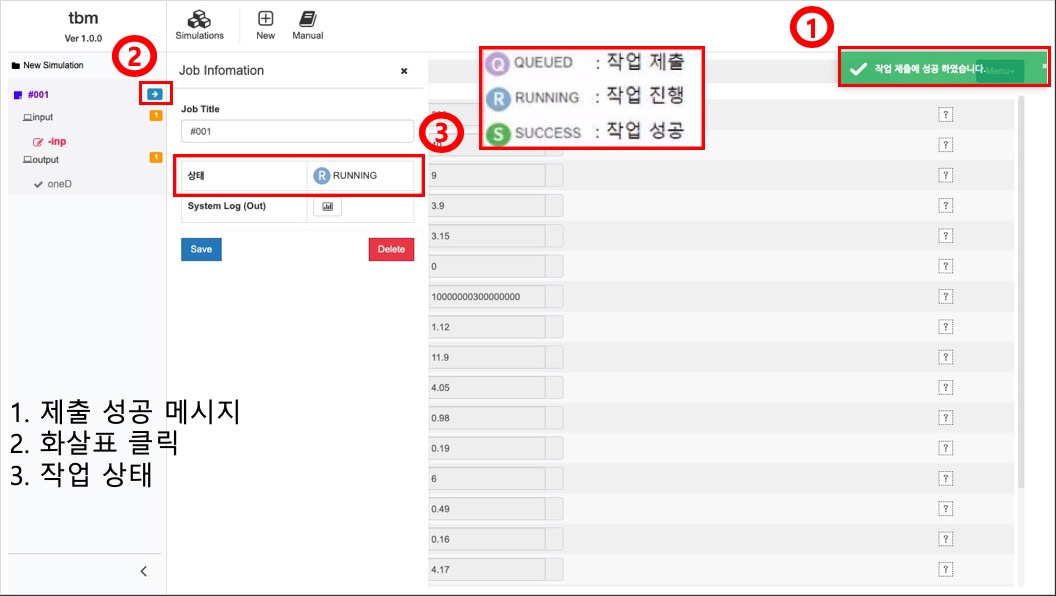 tbm
Ver 1.0.0
Simulations
New
Manual
1
작업 제출에 성공 하였습니다.
Menu
2
New Simulation
#001
input
1
-inp
output
1
oneD
Job Infomation
Job Title
#001
3
상태
R RUNNING
System Log (Out)
Save
Delete
Q QUEUED : 작업 제출
R RUNNING : 작업 진행
S SUCCESS : 작업 성공
?
?
9 ?
3.9 ?
3.15 ?
0 ?
10000000300000000 ?
1.12 ?
11.9 ?
4.05 ?
0.98 ?
0.19 ?
6 ?
0.49 ?
0.16 ?
4.17 ?
1. 제출 성공 메시지
2. 화살표 클릭
3. 작업 상태